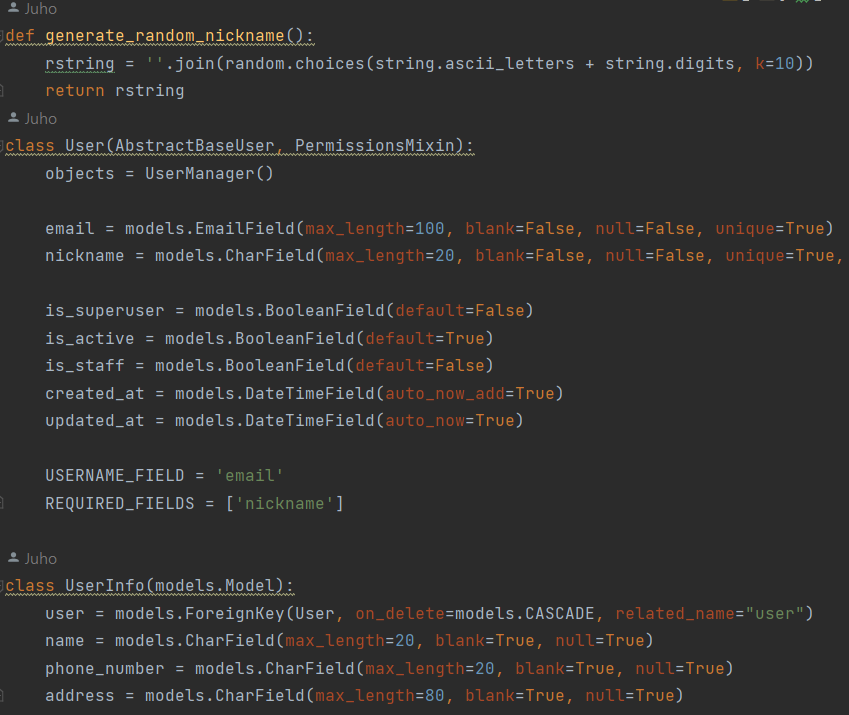 Juho
def generate_random_nickname():
    rstring = ''.join(random.choices(string.ascii_letters + string.digits, k=10))
    return rstring
Juho
class User(AbstractBaseUser, PermissionsMixin):
    objects = UserManager()
    email = models.EmailField(max_length=100, blank=False, null=False, unique=True)
    nickname = models.CharField(max_length=20, blank=False, null=False, unique=True,
    is_superuser = models.BooleanField(default=False)
    is_active = models.BooleanField(default=True)
    is_staff = models.BooleanField(default=False)
    created_at = models.DateTimeField(auto_now_add=True)
    updated_at = models.DateTimeField(auto_now=True)
    USERNAME_FIELD = 'email'
    REQUIRED_FIELDS = ['nickname']
Juho
class UserInfo(models.Model):
    user = models.ForeignKey(User, on_delete=models.CASCADE, related_name="user")
    name = models.CharField(max_length=20, blank=True, null=True)
    phone_number = models.CharField(max_length=20, blank=True, null=True)
    address = models.CharField(max_length=80, blank=True, null=True)